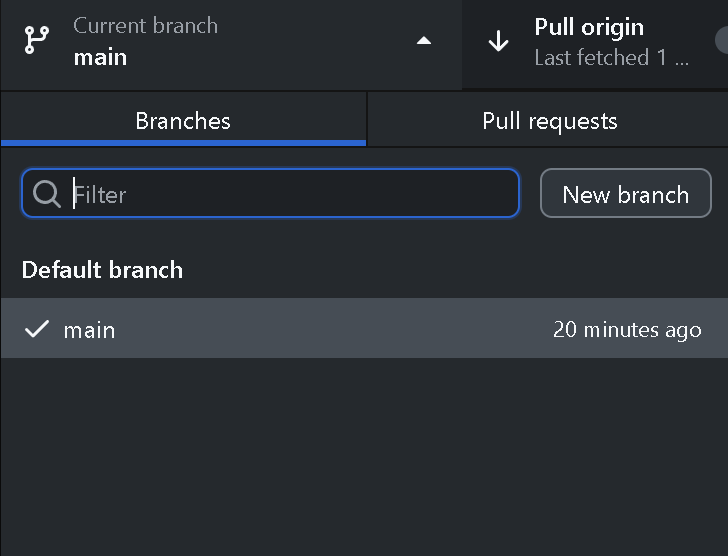 Current branch
main
Pull origin
Last fetched 1 ...
Branches
Pull requests
Filter
New branch
Default branch
main
20 minutes ago